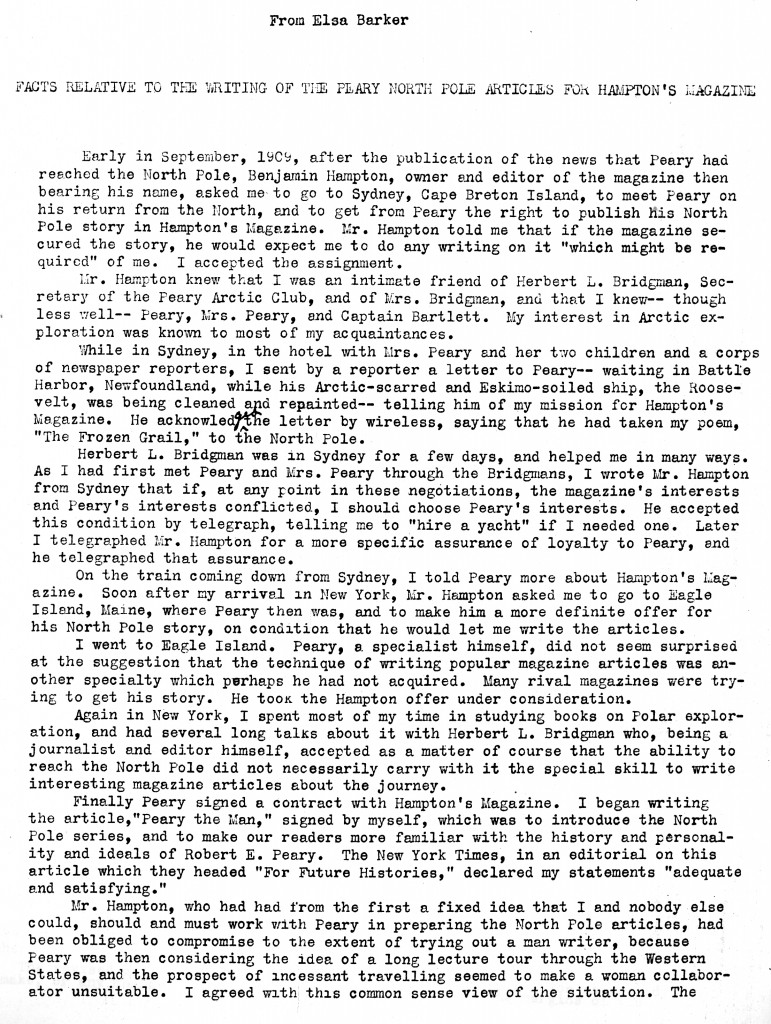 From Elsa Barker
FACTS RELATIVE TO THE WRITING OF THE PEARY NORTH POLE ARTICLES FOR HAMPTON'S MAGAZINE
Early in September, 1909, after the publication of the news that Peary had
reached the North Pole, Benjamin Hampton, owner and editor of the magazine then
bearing his name, asked me to go to Sydney, Cape Breton Island, to meet Peary on
his return from the North, and to get from Peary the right to publish his North
Pole story in Hampton's Magazine. Mr. Hampton told me that if the magazine se-
cured the story, he would expect me to do any writing on it "which might be re-
quired" of me. I accepted the assignment.
Mr. Hampton knew that I was an intimate friend of Herbert L. Bridgman, Sec-
retary of the Peary Arctic Club, and of Mrs. Bridgman, and that I knew-- though
less well-- Peary, Mrs. Peary, and Captain Bartlett. My interest in Arctic ex-
ploration was known to most of my acquaintances.
While in Sydney, in the hotel with Mrs. Peary and her two children and a corps
of newspaper reporters, I sent by a reporter a letter to Peary-- waiting in Battle
Harbor, Newfoundland, while his Arctic-scarred and Eskimo-soiled ship, the Roose-
velt, was being cleaned and repainted-- telling him of my mission for Hampton's
Magazine. He acknowledged the letter by wireless, saying that he had taken my poem,
"The Frozen Grail," to the North Pole.
Herbert L. Bridgman was in Sydney for a few days, and helped me in many ways.
As I had first met Peary and Mrs. Peary through the Bridgmans, I wrote Mr. Hampton
from Sydney that if, at any point in these negotiations, the magazine's interests
and Peary's interests conflicted, I should choose Peary's interests. He accepted
this condition by telegraph, telling me to "hire a yacht" if I needed one. Later
I telegraphed Mr. Hampton for a more specific assurance of loyalty to Peary, and
he telegraphed that assurance.
On the train coming down from Sydney, I told Peary more about Hampton's Mag-
azine. Soon after my arrival in New York, Mr. Hampton asked me to go to Eagle
Island, Maine, where Peary then was, and to make him a more definite offer for
his North Pole story, on condition that he would let me write the articles.
I went to Eagle Island. Peary, a specialist himself, did not seem surprised
at the suggestion that the technique of writing popular magazine articles was an-
other specialty which perhaps he had not acquired. Many rival magazines were try-
ing to get his story. He took the Hampton offer under consideration.
Again in New York, I spent most of my time in studying books on Polar explor-
ation, and had several long talks about it with Herbert L. Bridgman who, being a
journalist and editor himself, accepted as a matter of course that the ability to
reach the North Pole did not necessarily carry with it the special skill to write
interesting magazine articles about the journey.
Finally Peary signed a contract with Hampton's Magazine. I began writing
the article,"Peary the Man," signed by myself, which was to introduce the North
Pole series, and to make our readers more familiar with the history and personal-
ity and ideals of Robert E. Peary. The New York Times, in an editorial on this
article which they headed "For Future Histories," declared my statements "adequate
and satisfying."
Mr. Hampton, who had had from the first a fixed idea that I and nobody else
could, should and must work with Peary in preparing the North Pole articles, had
been obliged to compromise to the extent of trying out a man writer, because
Peary was then considering the idea of a long lecture tour through the Western
States, and the prospect of incessant travelling seemed to make a woman collabor-
ator unsuitable. I agreed with this common sense view of the situation. The